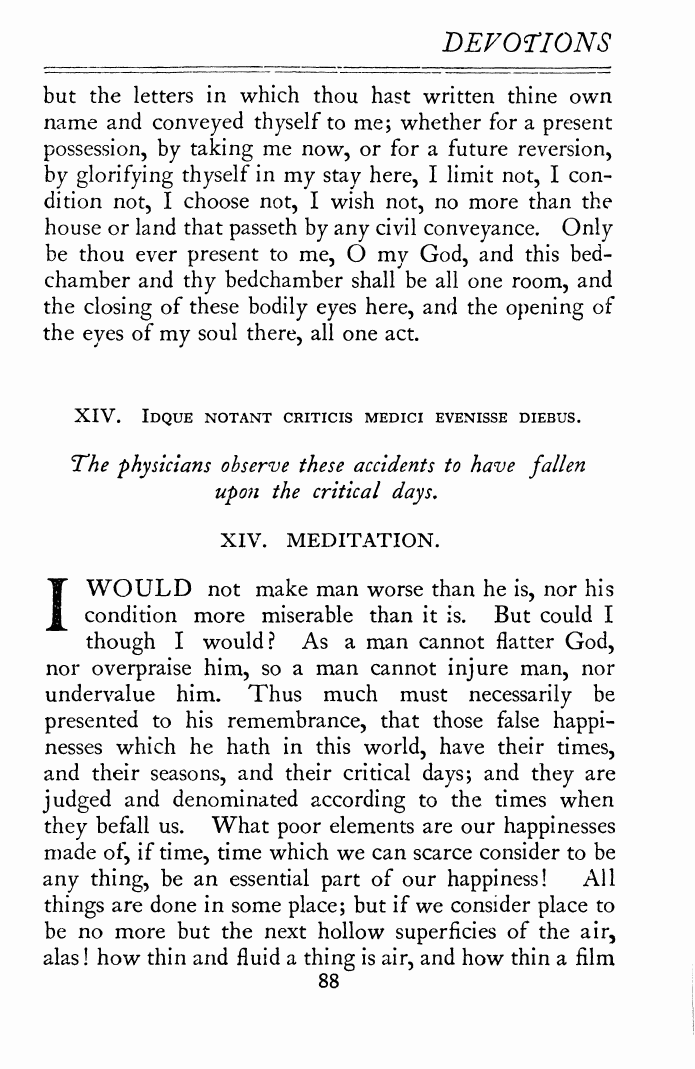 DEVOTIONS
but the letters in which thou hast written thine own
name and conveyed thyself to me; whether for a present
possession, by taking me now, or for a future reversion,
by glorifying thyself in my stay here, I limit not, I con-
dition not, I choose not, I wish not, no more than the
house or land that passeth by any civil conveyance. Only
be thou ever present to me, O my God, and this bed-
chamber and thy bedchamber shall be all one room, and
the closing of these bodily eyes here, and the opening of
the eyes of my soul there, all one act.
XIV. IDQUE NOTANT CRITICIS MEDICI EVENISSE DIEBUS.
The physicians observe these accidents to have fallen
upon the critical days.
XIV. MEDITATION.
I WOULD not make man worse than he is, nor his
condition more miserable than it is. But could I
though I would? As a man cannot flatter God,
nor overpraise him, so a man cannot injure man, nor
undervalue him. Thus much must necessarily be
presented to his remembrance, that those false happi-
nesses which he hath in this world, have their times,
and their seasons, and their critical days; and they are
judged and denominated according to the times when
they befall us. What poor elements are our happinesses
made of, if time, time which we can scarce consider to be
any thing, be an essential part of our happiness! All
things are done in some place; but if we consider place to
be no more but the next hollow superficies of the air,
alas! how thin and fluid a thing is air, and how thin a film
88